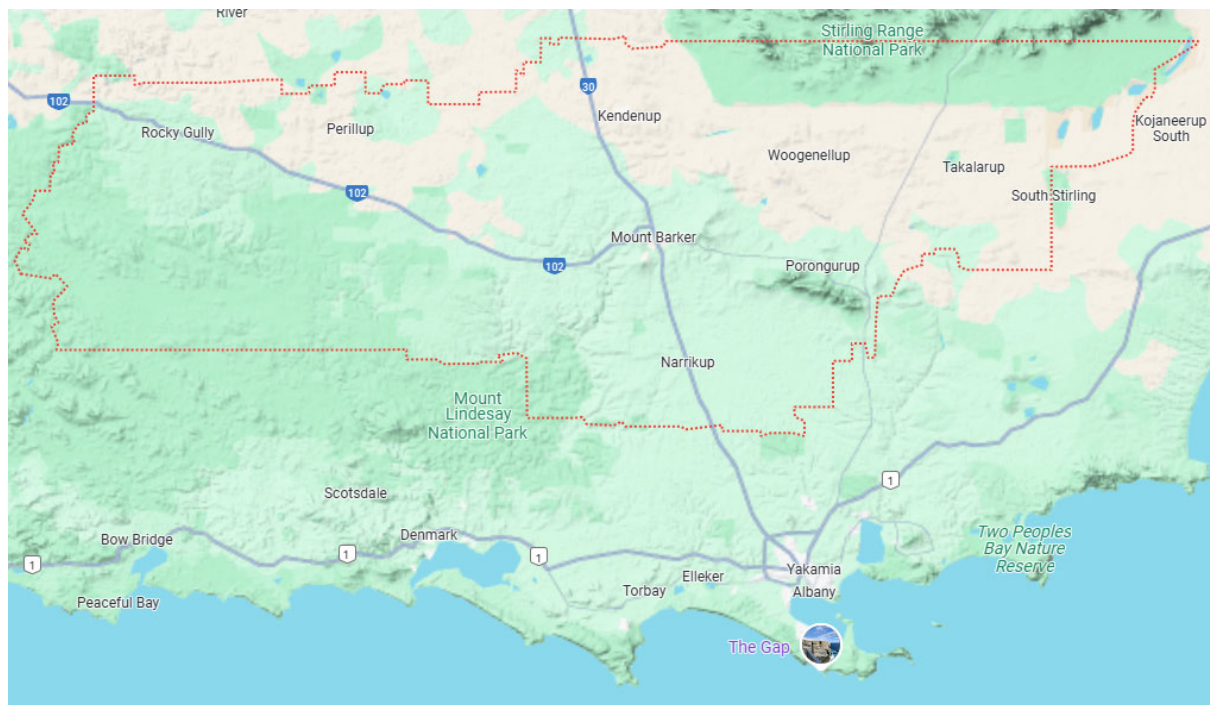 River
Stirling Range
National Park
102
30
Kendenup
Kojaneerup
South
Rocky Gully
Perillup
Woogenellup
Takalarup
102
South Stirling
Mount Barker
102
Porongurup
Narrikup
Mount
Lindesay
National Park
1
Scotsdale
Denmark
Bow Bridge
1
1
1
Two Peoples
Bay Nature
Reserve
Yakamia
Elleker
Torbay
Albany
Peaceful Bay
The Gap